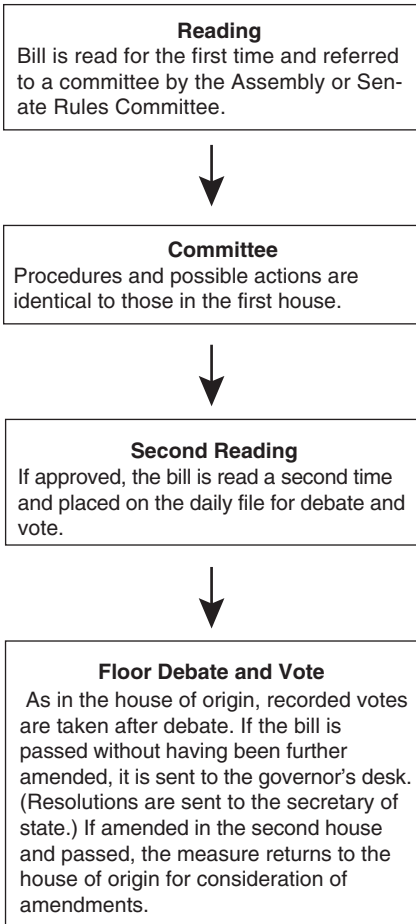 Reading
Bill is read for the first time and referred
to a committee by the Assembly or Sen-
ate Rules Committee.
Committee
Procedures and possible actions are
identical to those in the first house.
Second Reading
If approved, the bill is read a second time
and placed on the daily file for debate and
vote.
Floor Debate and Vote
As in the house of origin, recorded votes
are taken after debate. If the bill is
passed without having been further
amended, it is sent to the governor’s desk.
(Resolutions are sent to the secretary of
state.) If amended in the second house
and passed, the measure returns to the
house of origin for consideration of
amendments.